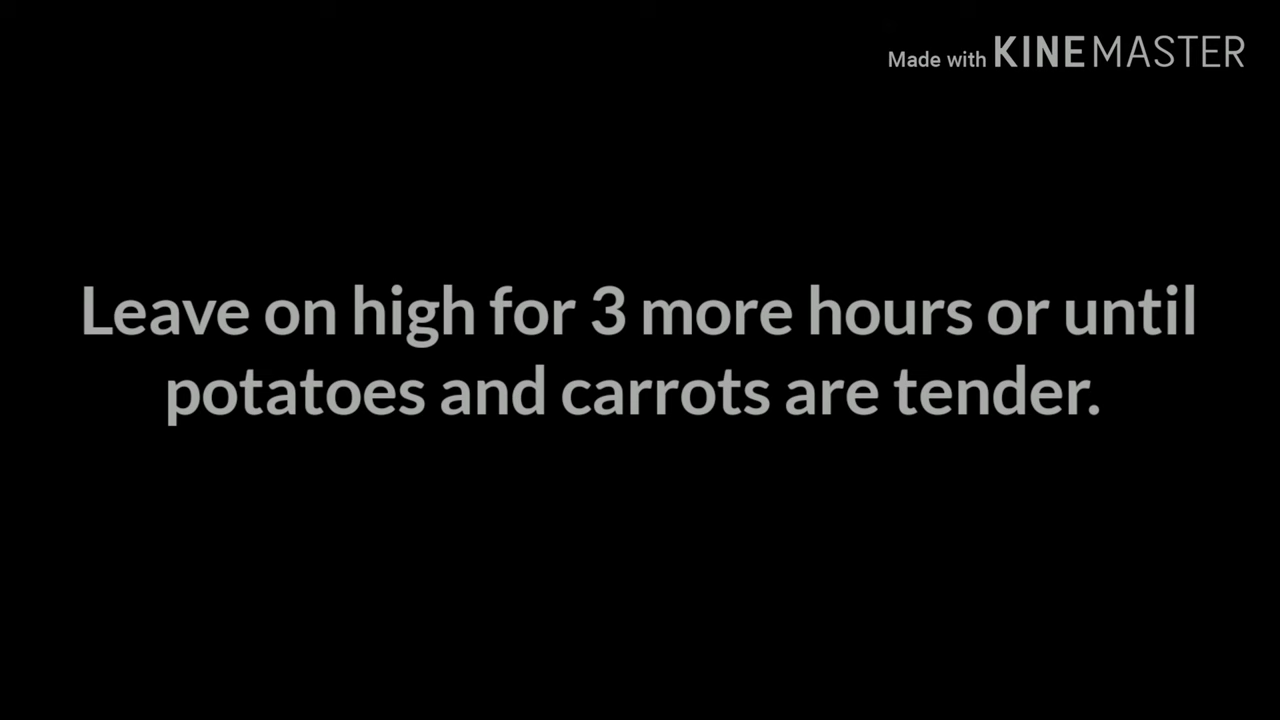 Made with KINEMASTER
Leave on high for 3 more hours or until
potatoes and carrots are tender.